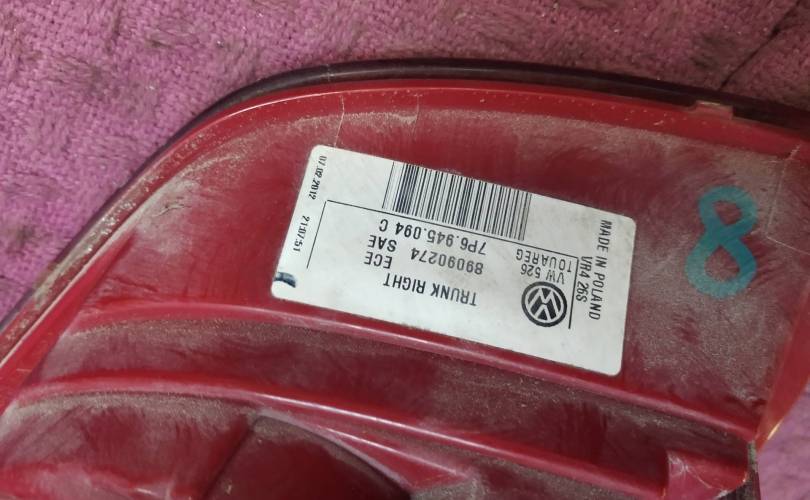 TRUNK RIGHT
VW 526
TOUAREG
ECE
89090274 SAE
7P6.945.094 C
MADE IN POLAND
VR4 26S
07.02.2012 21:07:51
8